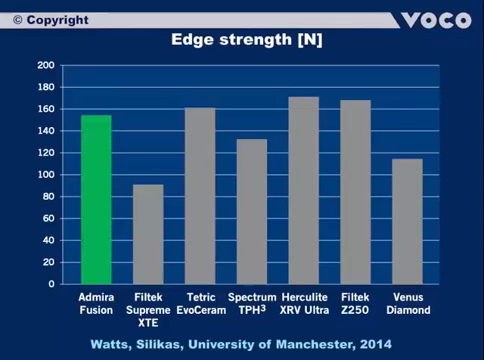 © Copyright
VOCO
Edge strength [N]
200
180
160
140
120
100
80
60
40
20
0
Admira Fusion
Filtek Supreme XTE
Tetric EvoCeram
Spectrum TPH3
Herculite XRV Ultra
Filtek Z250
Venus Diamond
Watts, Silikas, University of Manchester, 2014